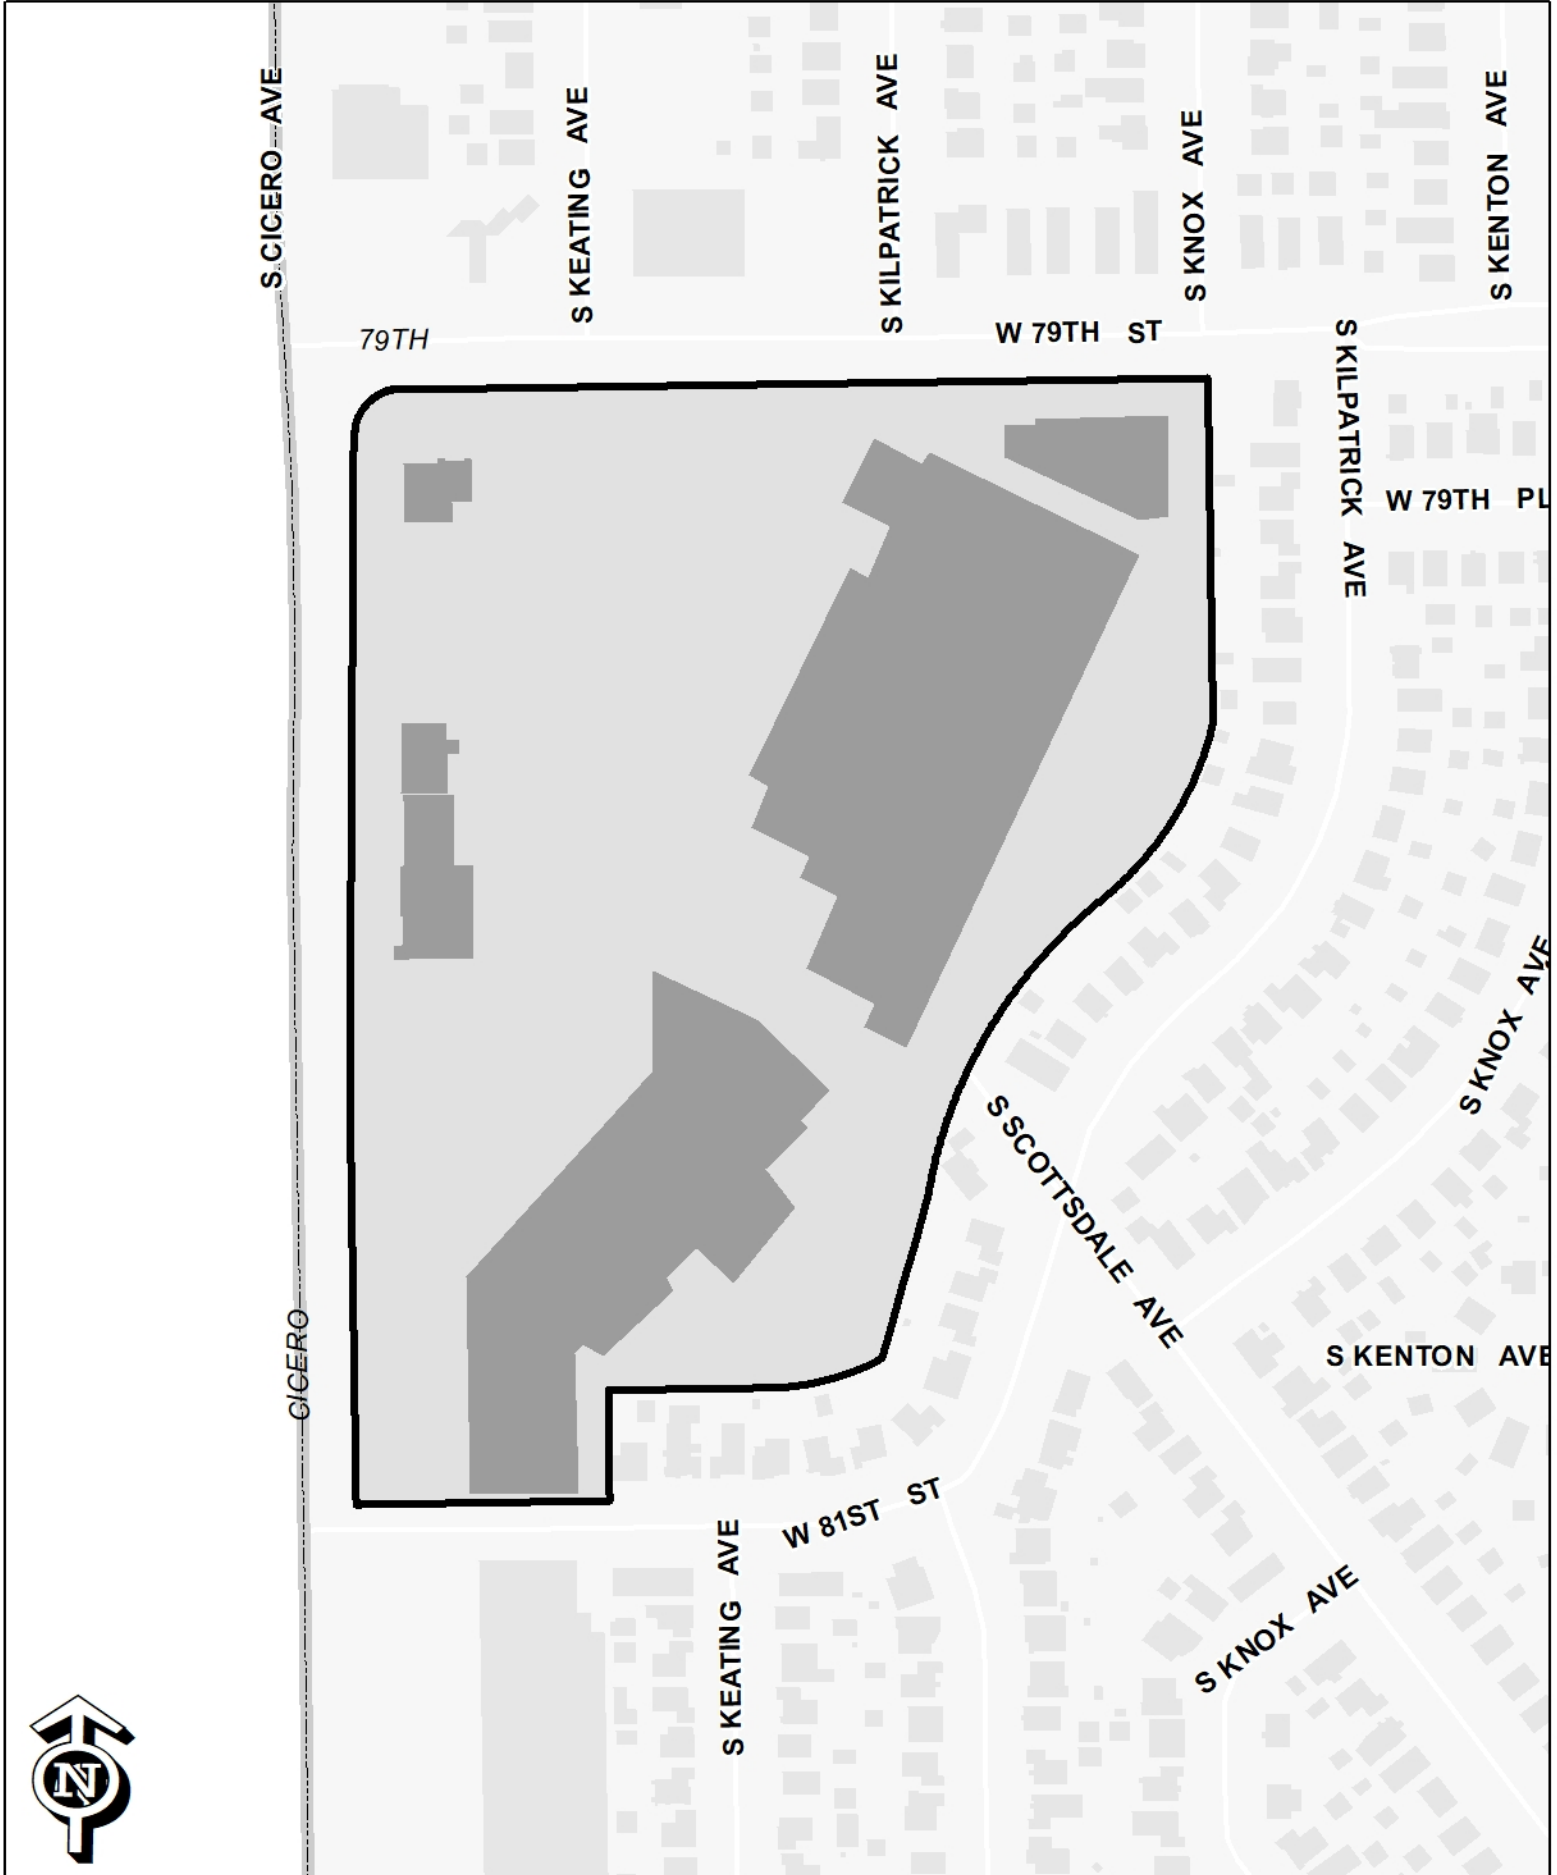 S CICERO AVE
S KEATING AVE
S KILPATRICK AVE
S KNOX AVE
S KENTON AVE
79TH
W 79TH ST
S KILPATRICK AVE
W 79TH PL
S KNOX AVE
S SCOTTSDALE AVE
CICERO
S KENTON AVE
W 81ST ST
S KEATING AVE
S KNOX AVE
N